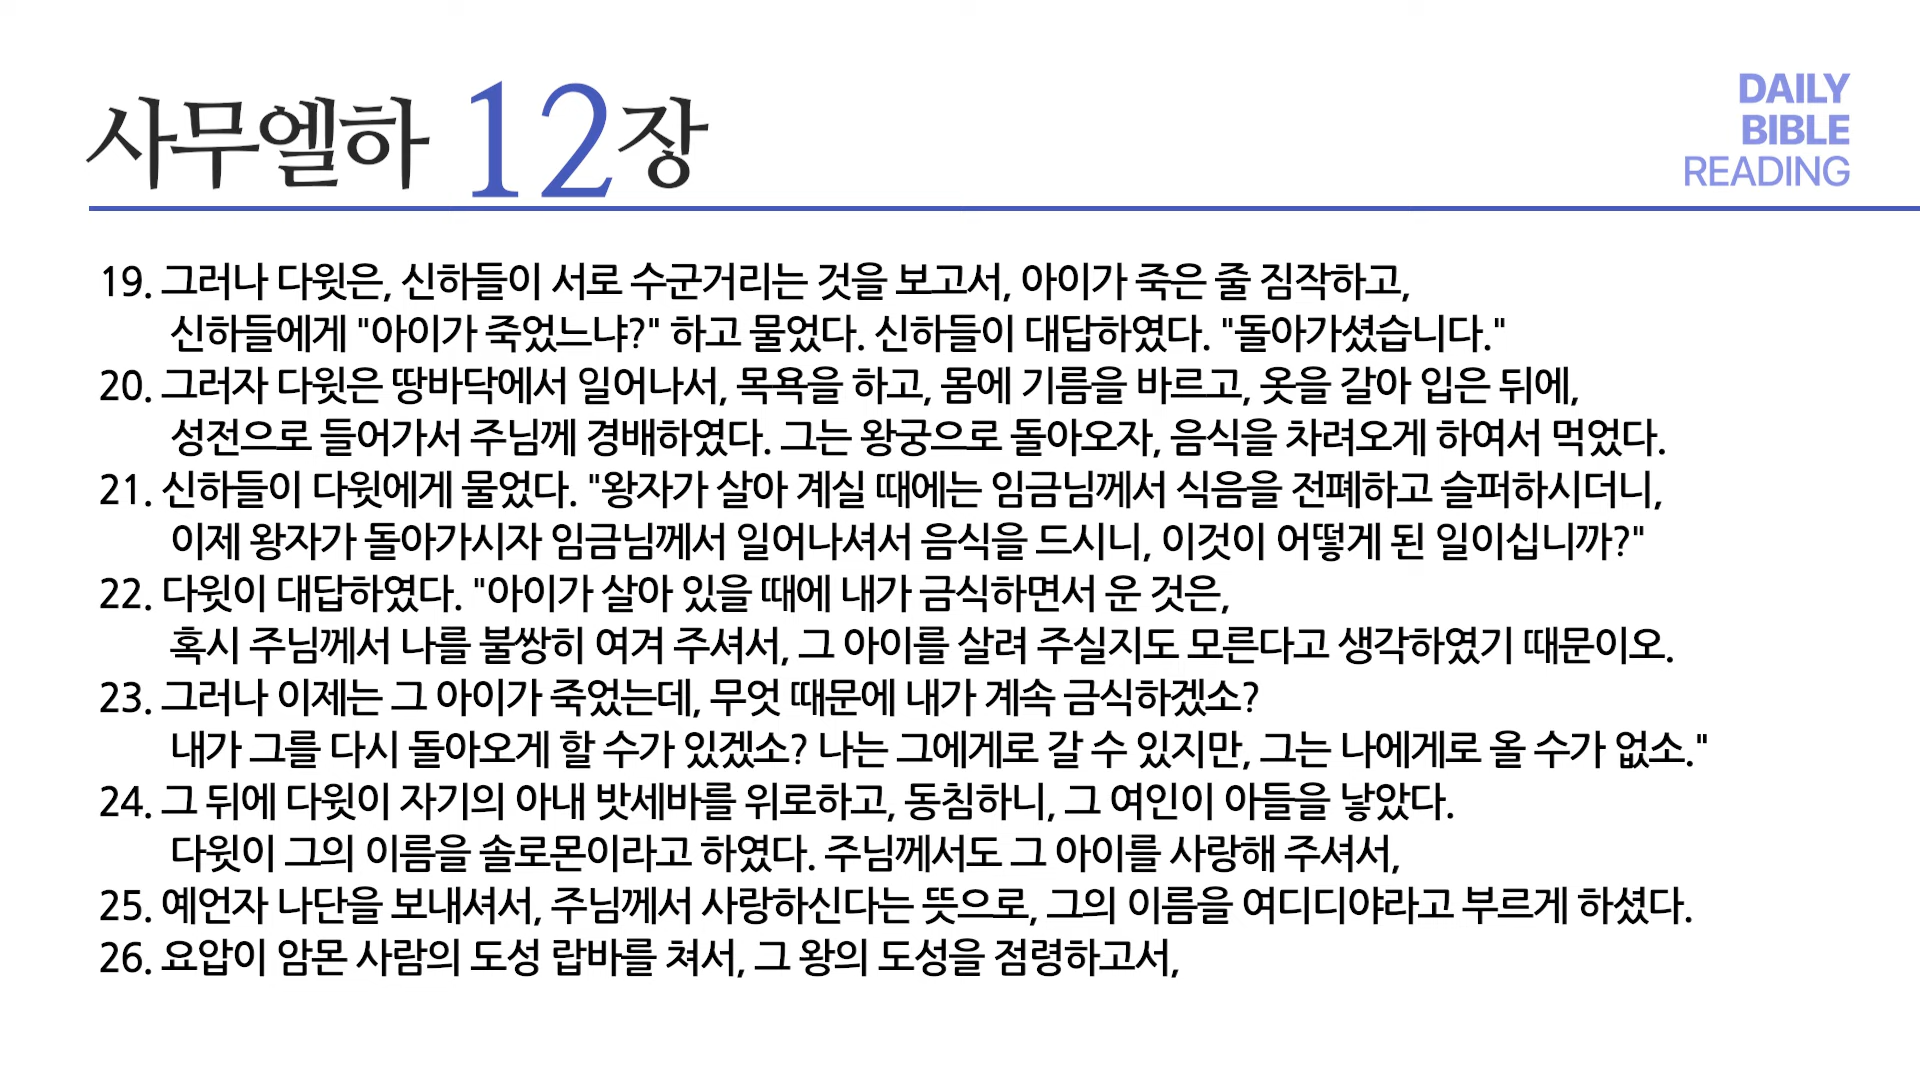 사무엘하 12장
DAILY
BIBLE
READING
19. 그러나 다윗은, 신하들이 서로 수군거리는 것을 보고서, 아이가 죽은 줄 짐작하고,
신하들에게 "아이가 죽었느냐?" 하고 물었다. 신하들이 대답하였다. "돌아가셨습니다."
20. 그러자 다윗은 땅바닥에서 일어나서, 목욕을 하고, 몸에 기름을 바르고, 옷을 갈아 입은 뒤에,
성전으로 들어가서 주님께 경배하였다. 그는 왕궁으로 돌아오자, 음식을 차려오게 하여서 먹었다.
21. 신하들이 다윗에게 물었다. "왕자가 살아 계실 때에는 임금님께서 식음을 전폐하고 슬퍼하시더니,
이제 왕자가 돌아가시자 임금님께서 일어나셔서 음식을 드시니, 이것이 어떻게 된 일이십니까?"
22. 다윗이 대답하였다. "아이가 살아 있을 때에 내가 금식하면서 운 것은,
혹시 주님께서 나를 불쌍히 여겨 주셔서, 그 아이를 살려 주실지도 모른다고 생각하였기 때문이오.
23. 그러나 이제는 그 아이가 죽었는데, 무엇 때문에 내가 계속 금식하겠소?
내가 그를 다시 돌아오게 할 수가 있겠소? 나는 그에게로 갈 수 있지만, 그는 나에게로 올 수가 없소."
24. 그 뒤에 다윗이 자기의 아내 밧세바를 위로하고, 동침하니, 그 여인이 아들을 낳았다.
다윗이 그의 이름을 솔로몬이라고 하였다. 주님께서도 그 아이를 사랑해 주셔서,
25. 예언자 나단을 보내셔서, 주님께서 사랑하신다는 뜻으로, 그의 이름을 여디디야라고 부르게 하셨다.
26. 요압이 암몬 사람의 도성 랍바를 쳐서, 그 왕의 도성을 점령하고서,